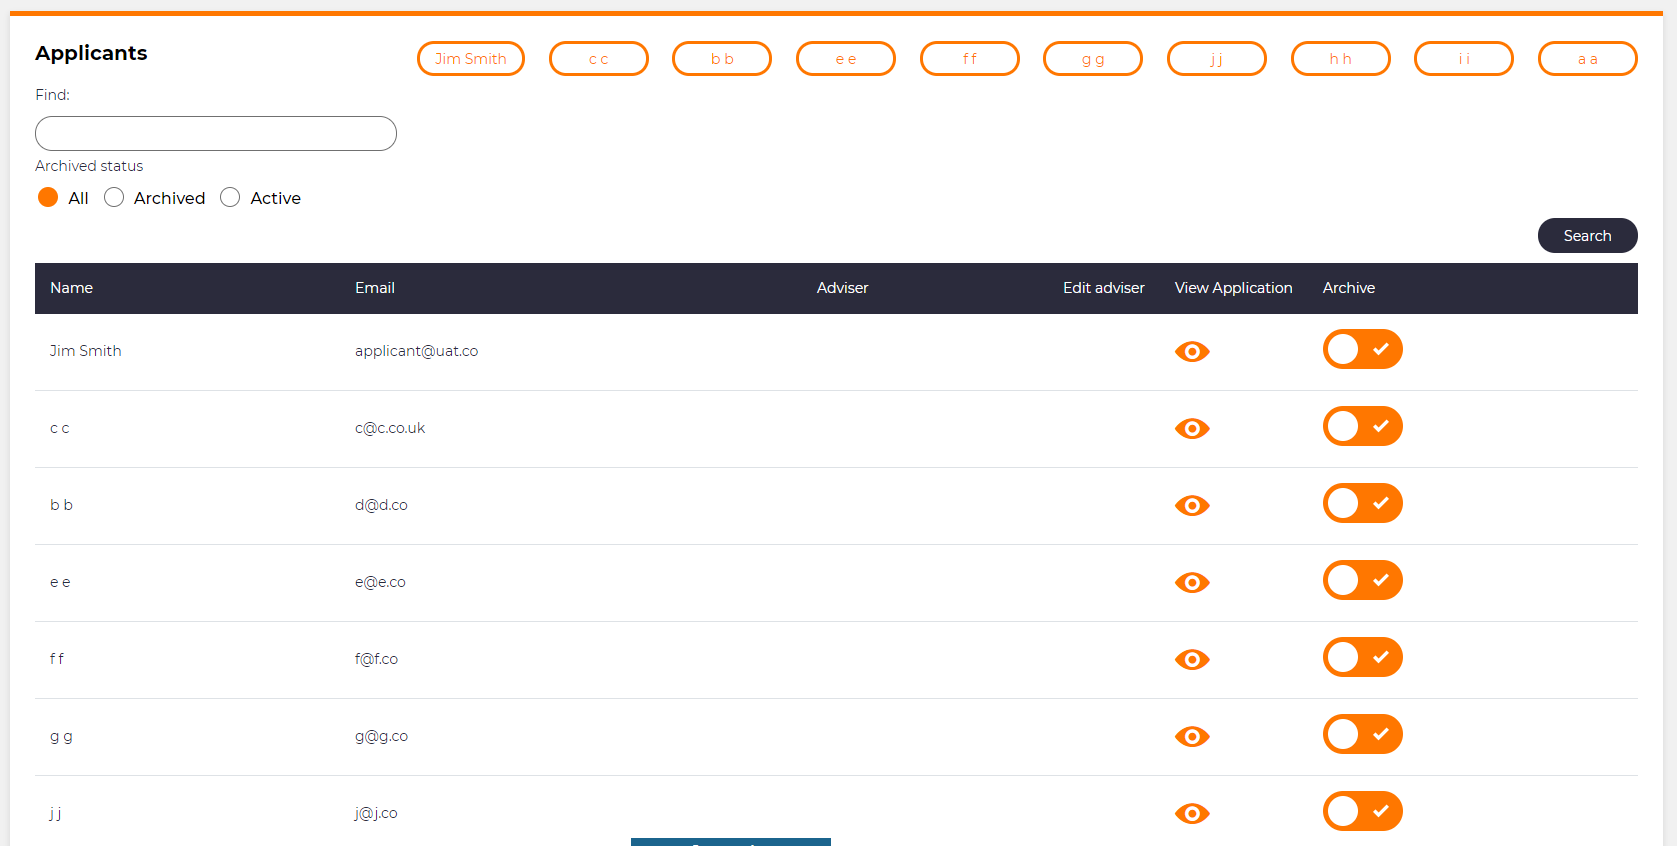 Applicants
Jim Smith
c c
b b
e e
f f
g g
j j
h h
i i
a a
Find:
Archived status
All Archived Active
Search
Name Email Adviser Edit adviser View Application Archive
Jim Smith applicant@uat.co
c c c@c.co.uk
b b d@d.co
e e e@e.co
f f f@f.co
g g g@g.co
j j j@j.co